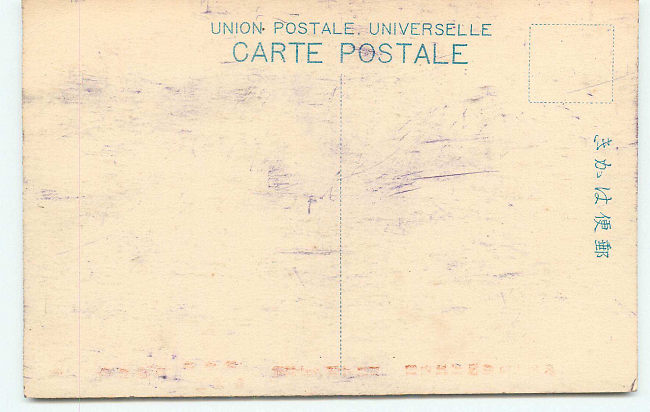 UNION POSTALE UNIVERSELLE
CARTE POSTALE
郵便はかき